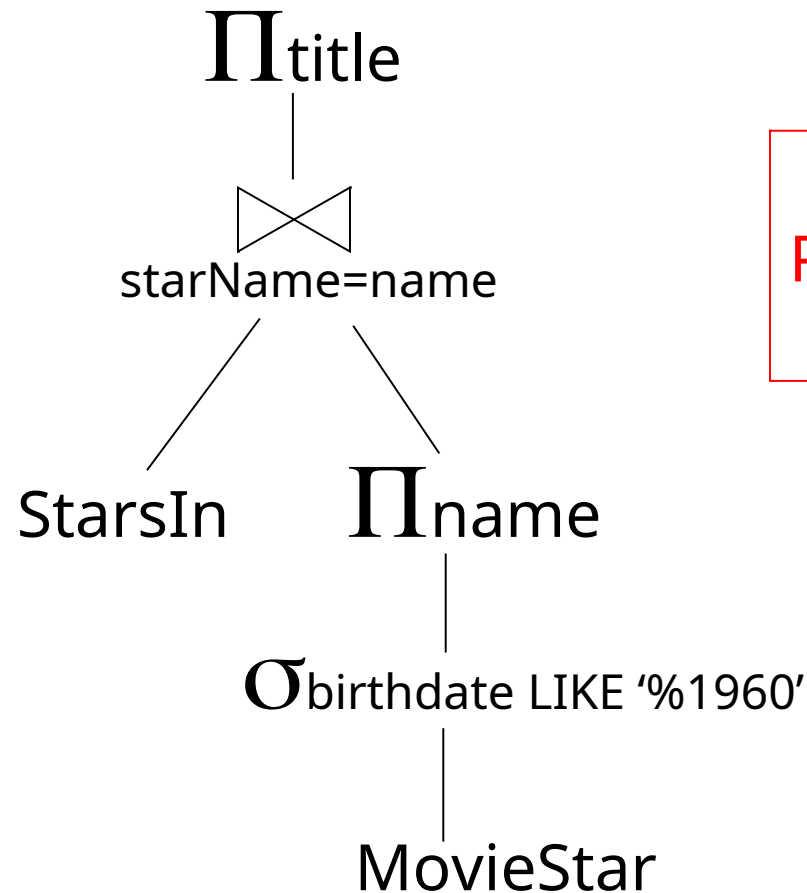 Πtitle
starName=name
StarsIn
Πname
σbirthdate LIKE ‘%1960’
MovieStar